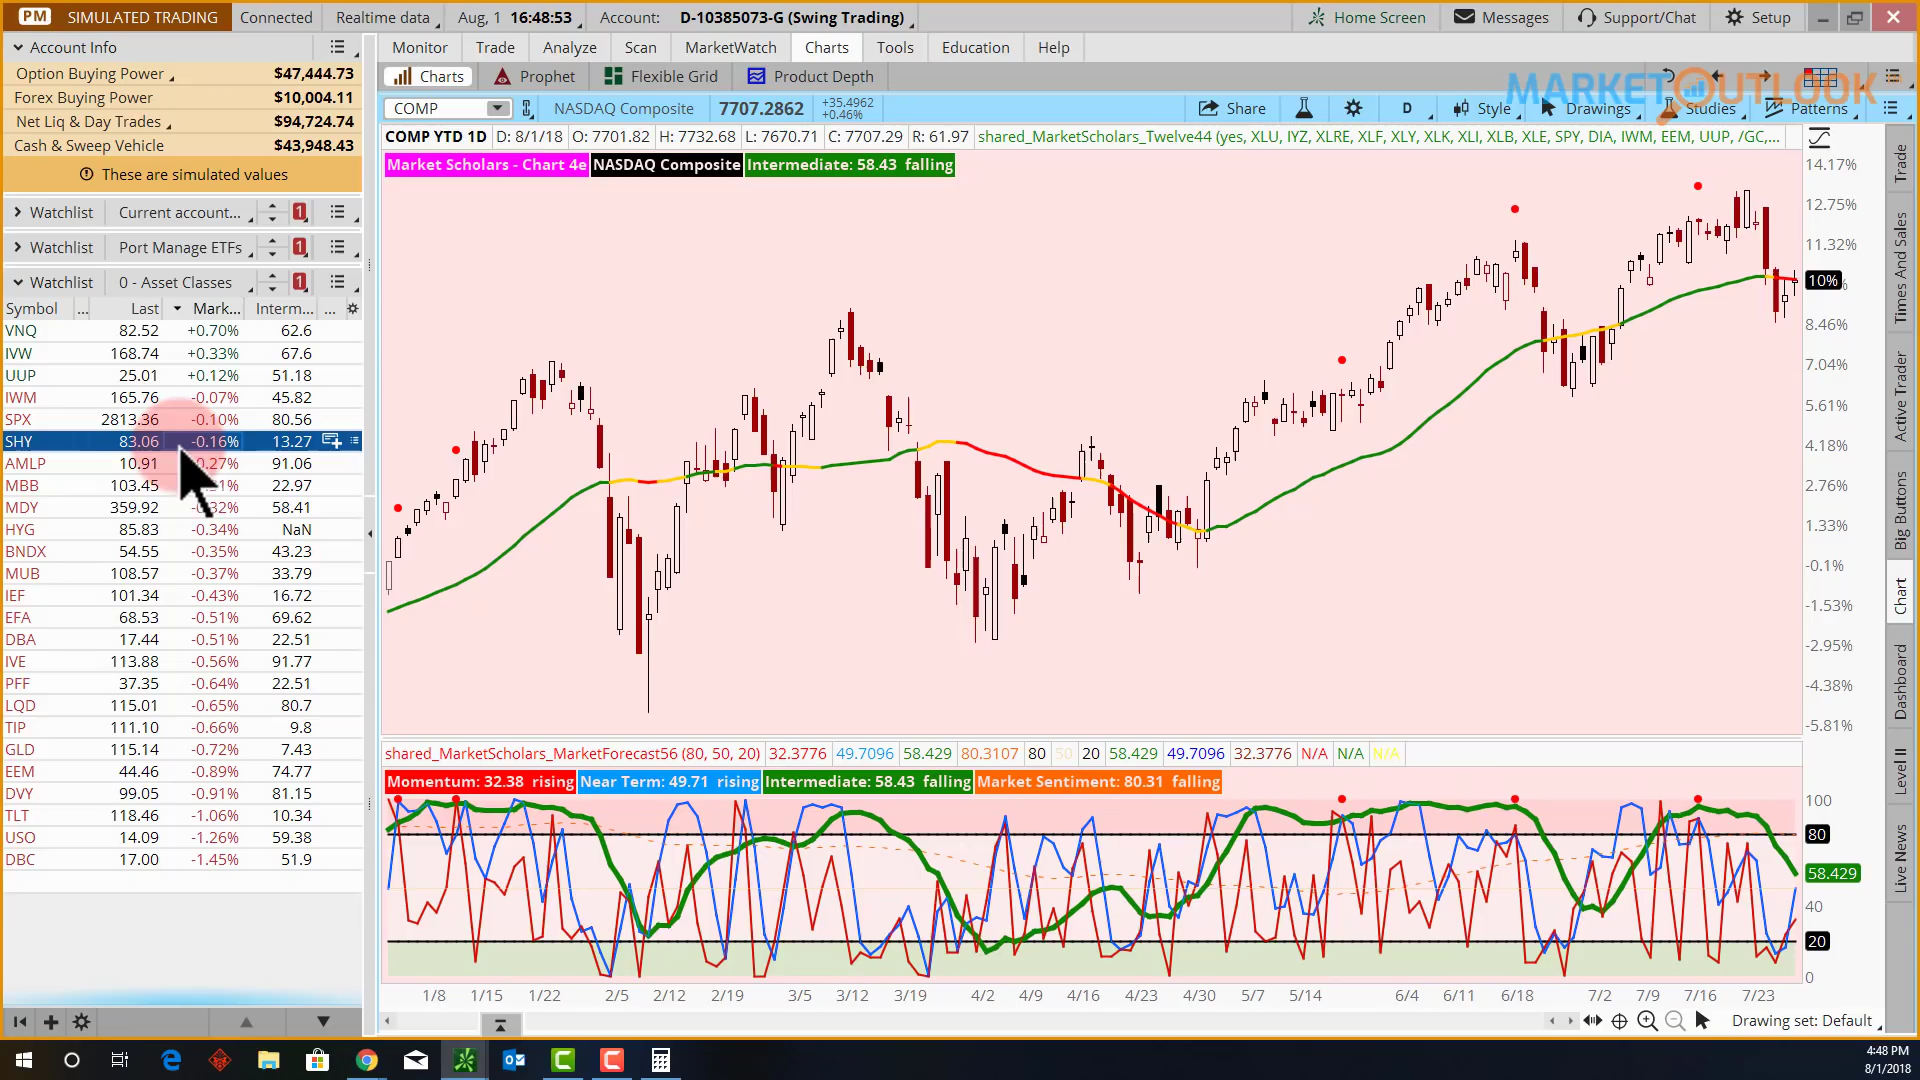 PM SIMULATED TRADING Connected Realtime data Aug, 1 16:48:53 Account: D-10385073-G (Swing Trading) Home Screen Messages Support/Chat Setup
Account Info
Option Buying Power $47,444.73
Forex Buying Power $10,004.11
Net Liq & Day Trades $94,724.74
Cash & Sweep Vehicle $43,948.43
These are simulated values
Watchlist Current account... 1
Watchlist Port Manage ETFs 1
Watchlist 0 - Asset Classes 1
Symbol ... Last Mark... Interm... ...
VNQ 82.52 +0.70% 62.6
IVW 168.74 +0.33% 67.6
UUP 25.01 +0.12% 51.18
IWM 165.76 -0.07% 45.82
SPX 2813.36 -0.10% 80.56
SHY 83.06 -0.16% 13.27
AMLP 10.91 -0.27% 91.06
MBB 103.45 22.97
MDY 359.92 -0.32% 58.41
HYG 85.83 -0.34% NaN
BNDX 54.55 -0.35% 43.23
MUB 108.57 -0.37% 33.79
IEF 101.34 -0.43% 16.72
EFA 68.53 -0.51% 69.62
DBA 17.44 -0.51% 22.51
IVE 113.88 -0.56% 91.77
PFF 37.35 -0.64% 22.51
LQD 115.01 -0.65% 80.7
TIP 111.10 -0.66% 9.8
GLD 115.14 -0.72% 7.43
EEM 44.46 -0.89% 74.77
DVY 99.05 -0.91% 81.15
TLT 118.46 -1.06% 10.34
USO 14.09 -1.26% 59.38
DBC 17.00 -1.45% 51.9
Monitor Trade Analyze Scan MarketWatch Charts Tools Education Help
Charts Prophet Flexible Grid Product Depth
MARKETOUTLOOK
COMP NASDAQ Composite 7707.2862 +35.4962 +0.46% Share D Style Drawings Studies Patterns
COMP YTD 1D D: 8/1/18 O: 7701.82 H: 7732.68 L: 7670.71 C: 7707.29 R: 61.97 shared_MarketScholars_Twelve44 (yes, XLU, IYZ, XLRE, XLF, XLY, XLK, XLI, XLB, XLE, SPY, DIA, IWM, EEM, UUP, /GC,...
Market Scholars - Chart 4e NASDAQ Composite Intermediate: 58.43 falling
14.17%
12.75%
11.32%
10%
8.46%
7.04%
5.61%
4.18%
2.76%
1.33%
-0.1%
-1.53%
-2.95%
-4.38%
-5.81%
shared_MarketScholars_MarketForecast56 (80, 50, 20) 32.3776 49.7096 58.429 80.3107 80 50 20 58.429 49.7096 32.3776 N/A N/A N/A
Momentum: 32.38 rising Near Term: 49.71 rising Intermediate: 58.43 falling Market Sentiment: 80.31 falling
100
80
58.429
40
20
0
1/8 1/15 1/22 2/5 2/12 2/19 3/5 3/12 3/19 4/2 4/9 4/16 4/23 4/30 5/7 5/14 6/4 6/11 6/18 7/2 7/9 7/16 7/23
Drawing set: Default
Trade
Times And Sales
Active Trader
Big Buttons
Chart
Dashboard
Level II
Live News
4:48 PM
8/1/2018